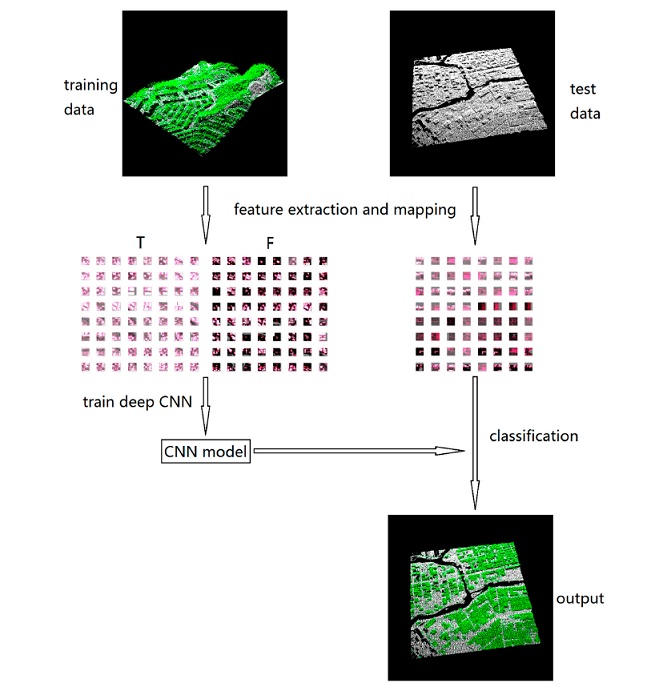 training
data
test
data
feature extraction and mapping
T
F
train deep CNN
CNN model
classification
output